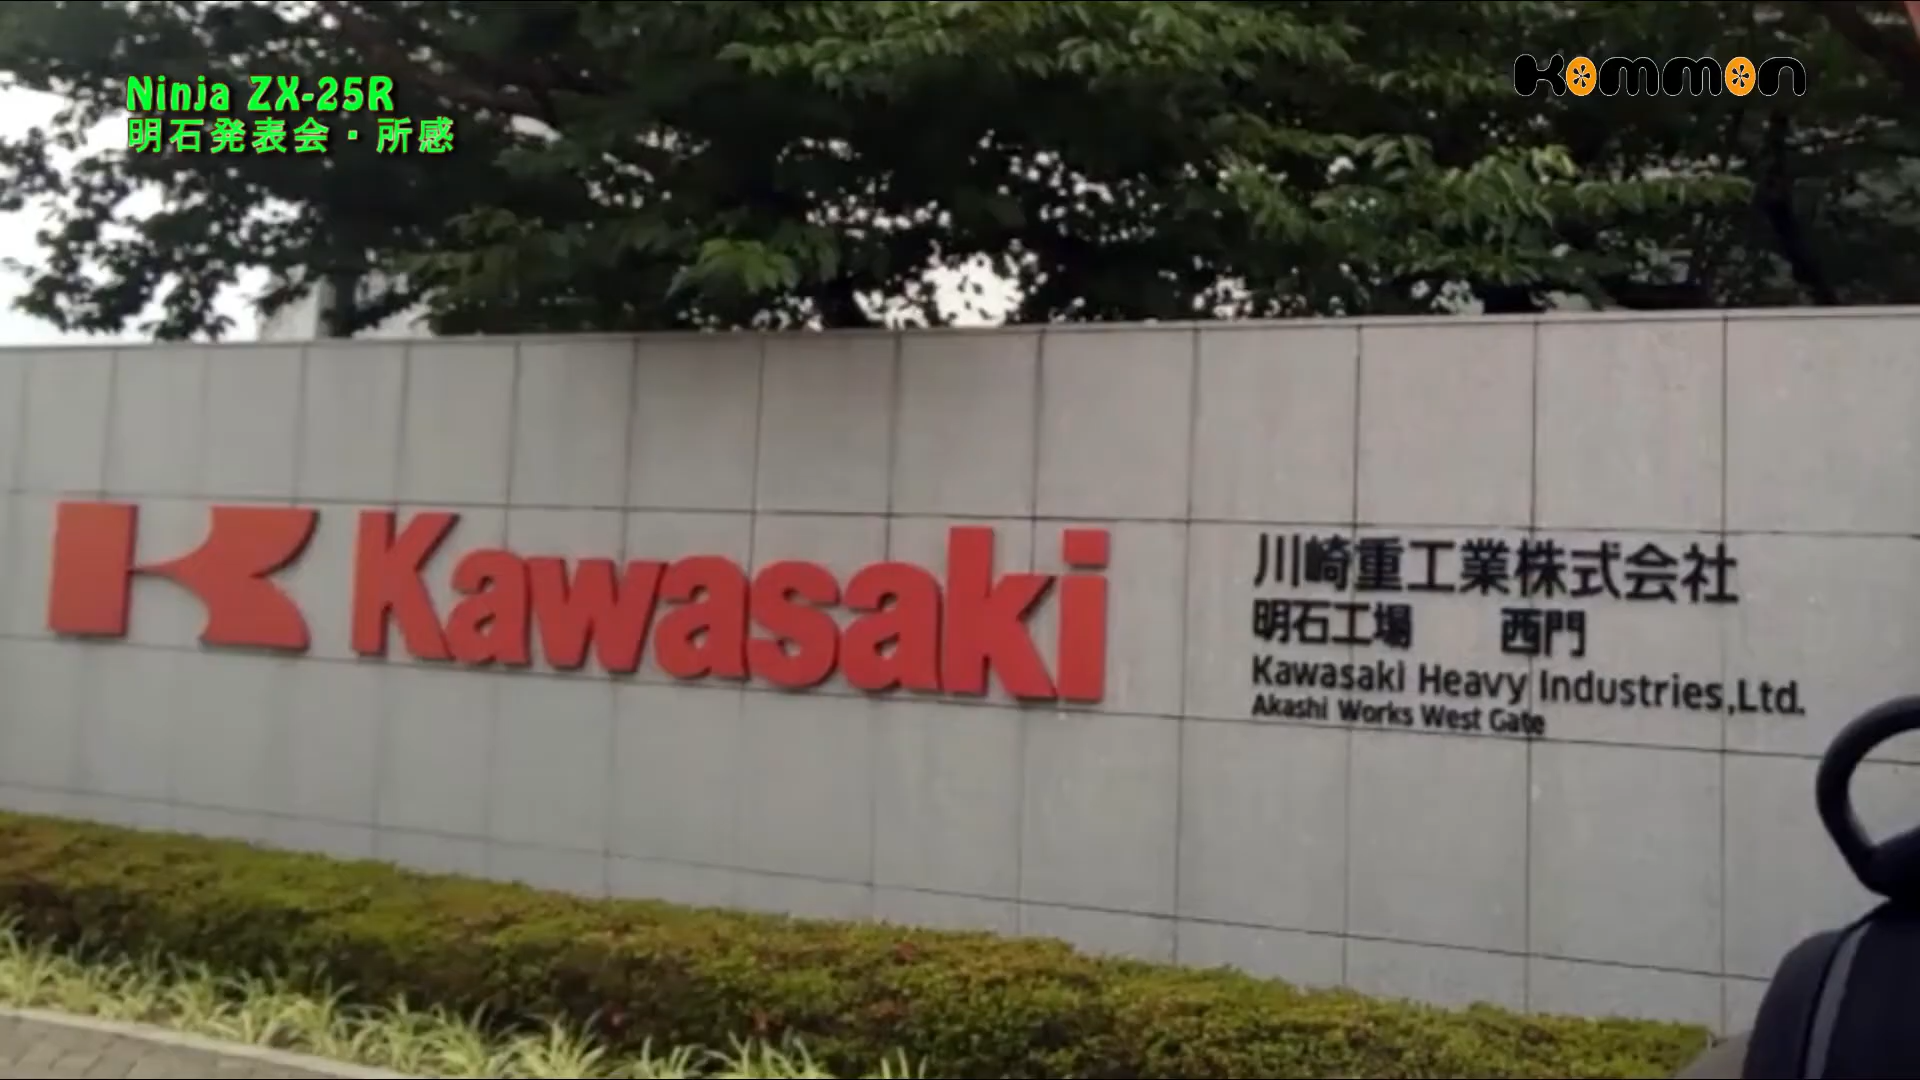 Ninja ZX-25R
明石発表会・所感
Kommon
Kawasaki
川崎重工業株式会社
明石工場 西門
Kawasaki Heavy Industries,Ltd.
Akashi Works West Gate